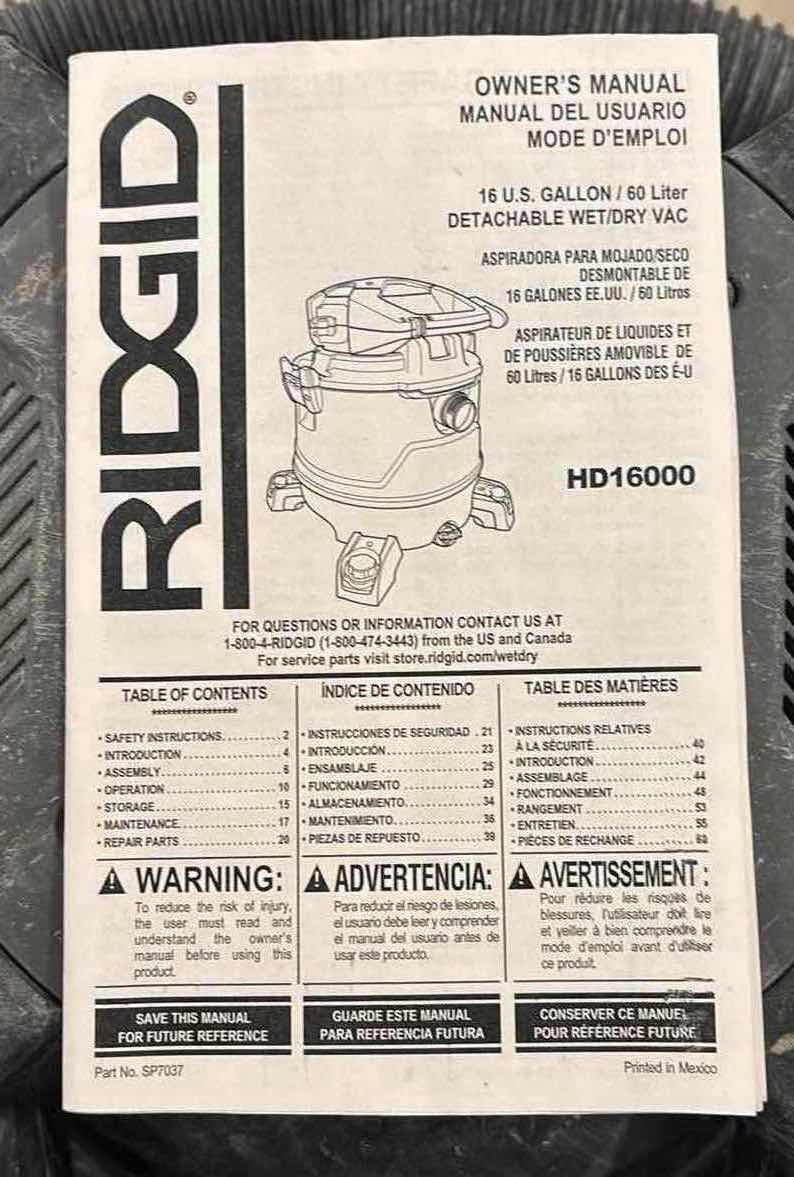 RIDGID®
OWNER'S MANUAL
MANUAL DEL USUARIO
MODE D'EMPLOI
16 U.S. GALLON / 60 Liter
DETACHABLE WET/DRY VAC
ASPIRADORA PARA MOJADO/SECO
DESMONTABLE DE
16 GALONES EE.UU. / 60 Litros
ASPIRATEUR DE LIQUIDES ET
DE POUSSIÈRES AMOVIBLE DE
60 Litres / 16 GALLONS DES É-U
HD16000
FOR QUESTIONS OR INFORMATION CONTACT US AT
1-800-4-RIDGID (1-800-474-3443) from the US and Canada
For service parts visit store.ridgid.com/wetdry
TABLE OF CONTENTS
*****************
• SAFETY INSTRUCTIONS..........2
• INTRODUCTION................4
• ASSEMBLY....................6
• OPERATION..................10
• STORAGE....................15
• MAINTENANCE................17
• REPAIR PARTS...............20
ÍNDICE DE CONTENIDO
*****************
• INSTRUCCIONES DE SEGURIDAD . 21
• INTRODUCCIÓN...............23
• ENSAMBLAJE.................25
• FUNCIONAMIENTO.............29
• ALMACENAMIENTO.............34
• MANTENIMIENTO..............36
• PIEZAS DE REPUESTO.........39
TABLE DES MATIÈRES
*****************
• INSTRUCTIONS RELATIVES
À LA SÉCURITÉ................40
• INTRODUCTION...............42
• ASSEMBLAGE.................44
• FONCTIONNEMENT.............48
• RANGEMENT..................53
• ENTRETIEN..................55
• PIÈCES DE RECHANGE.........60
WARNING:
To reduce the risk of injury,
the user must read and
understand the owner's
manual before using this
product.
ADVERTENCIA:
Para reducir el riesgo de lesiones,
el usuario debe leer y comprender
el manual del usuario antes de
usar este producto.
AVERTISSEMENT :
Pour réduire les risques de
blessures, l'utilisateur doit lire
et veiller à bien comprendre le
mode d'emploi avant d'utiliser
ce produit.
SAVE THIS MANUAL
FOR FUTURE REFERENCE
GUARDE ESTE MANUAL
PARA REFERENCIA FUTURA
CONSERVER CE MANUEL
POUR RÉFÉRENCE FUTURE
Part No. SP7037
Printed in Mexico